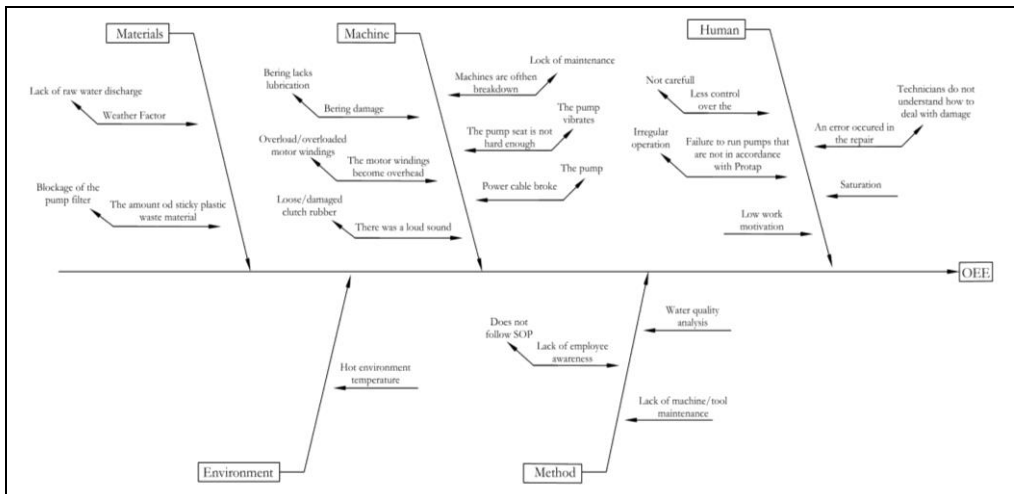 Materials
Machine
Human
Lack of raw water discharge
Weather Factor
Blockage of the
pump filter
The amount od sticky plastic
waste material
Bering lacks
lubrication
Bering damage
Overload/overloaded
motor windings
The motor windings
become overhead
Loose/damaged
clutch rubber
There was a loud sound
Lock of maintenance
Machines are ofthen
breakdown
The pump
vibrates
The pump seat is not
hard enough
The pump
Power cable broke
Not carefull
Less control
over the
Irregular
operation
Failure to run pumps that
are not in accordance
with Protap
Low work
motivation
Technicians do not
understand how to
deal with damage
An error occured in
the repair
Saturation
OEE
Hot environment
temperature
Environment
Does not
follow SOP
Lack of employee
awareness
Water quality
analysis
Lack of machine/tool
maintenance
Method